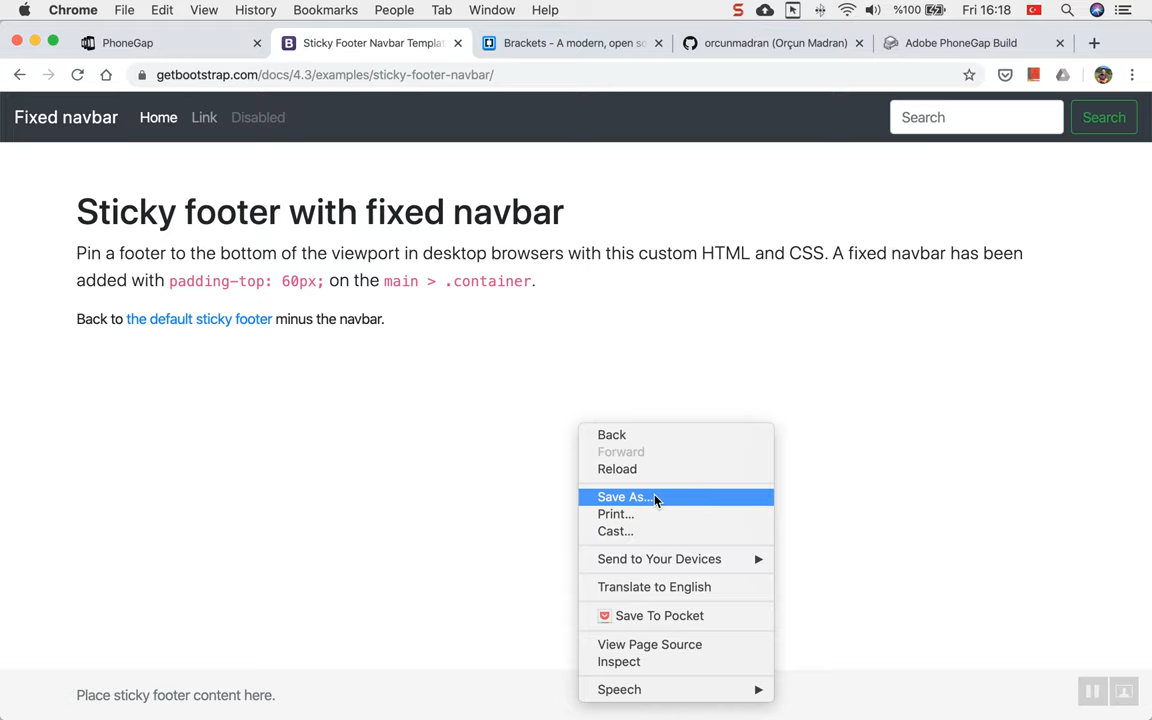 Chrome File Edit View History Bookmarks People Tab Window Help %100 Fri 16:18
PhoneGap Sticky Footer Navbar Templat Brackets - A modern, open so orcunmadran (Orçun Madran) Adobe PhoneGap Build
getbootstrap.com/docs/4.3/examples/sticky-footer-navbar/
Fixed navbar Home Link Disabled Search Search
Sticky footer with fixed navbar
Pin a footer to the bottom of the viewport in desktop browsers with this custom HTML and CSS. A fixed navbar has been
added with padding-top: 60px; on the main > .container.
Back to the default sticky footer minus the navbar.
Back
Forward
Reload
Save As...
Print...
Cast...
Send to Your Devices
Translate to English
Save To Pocket
View Page Source
Inspect
Speech
Place sticky footer content here.